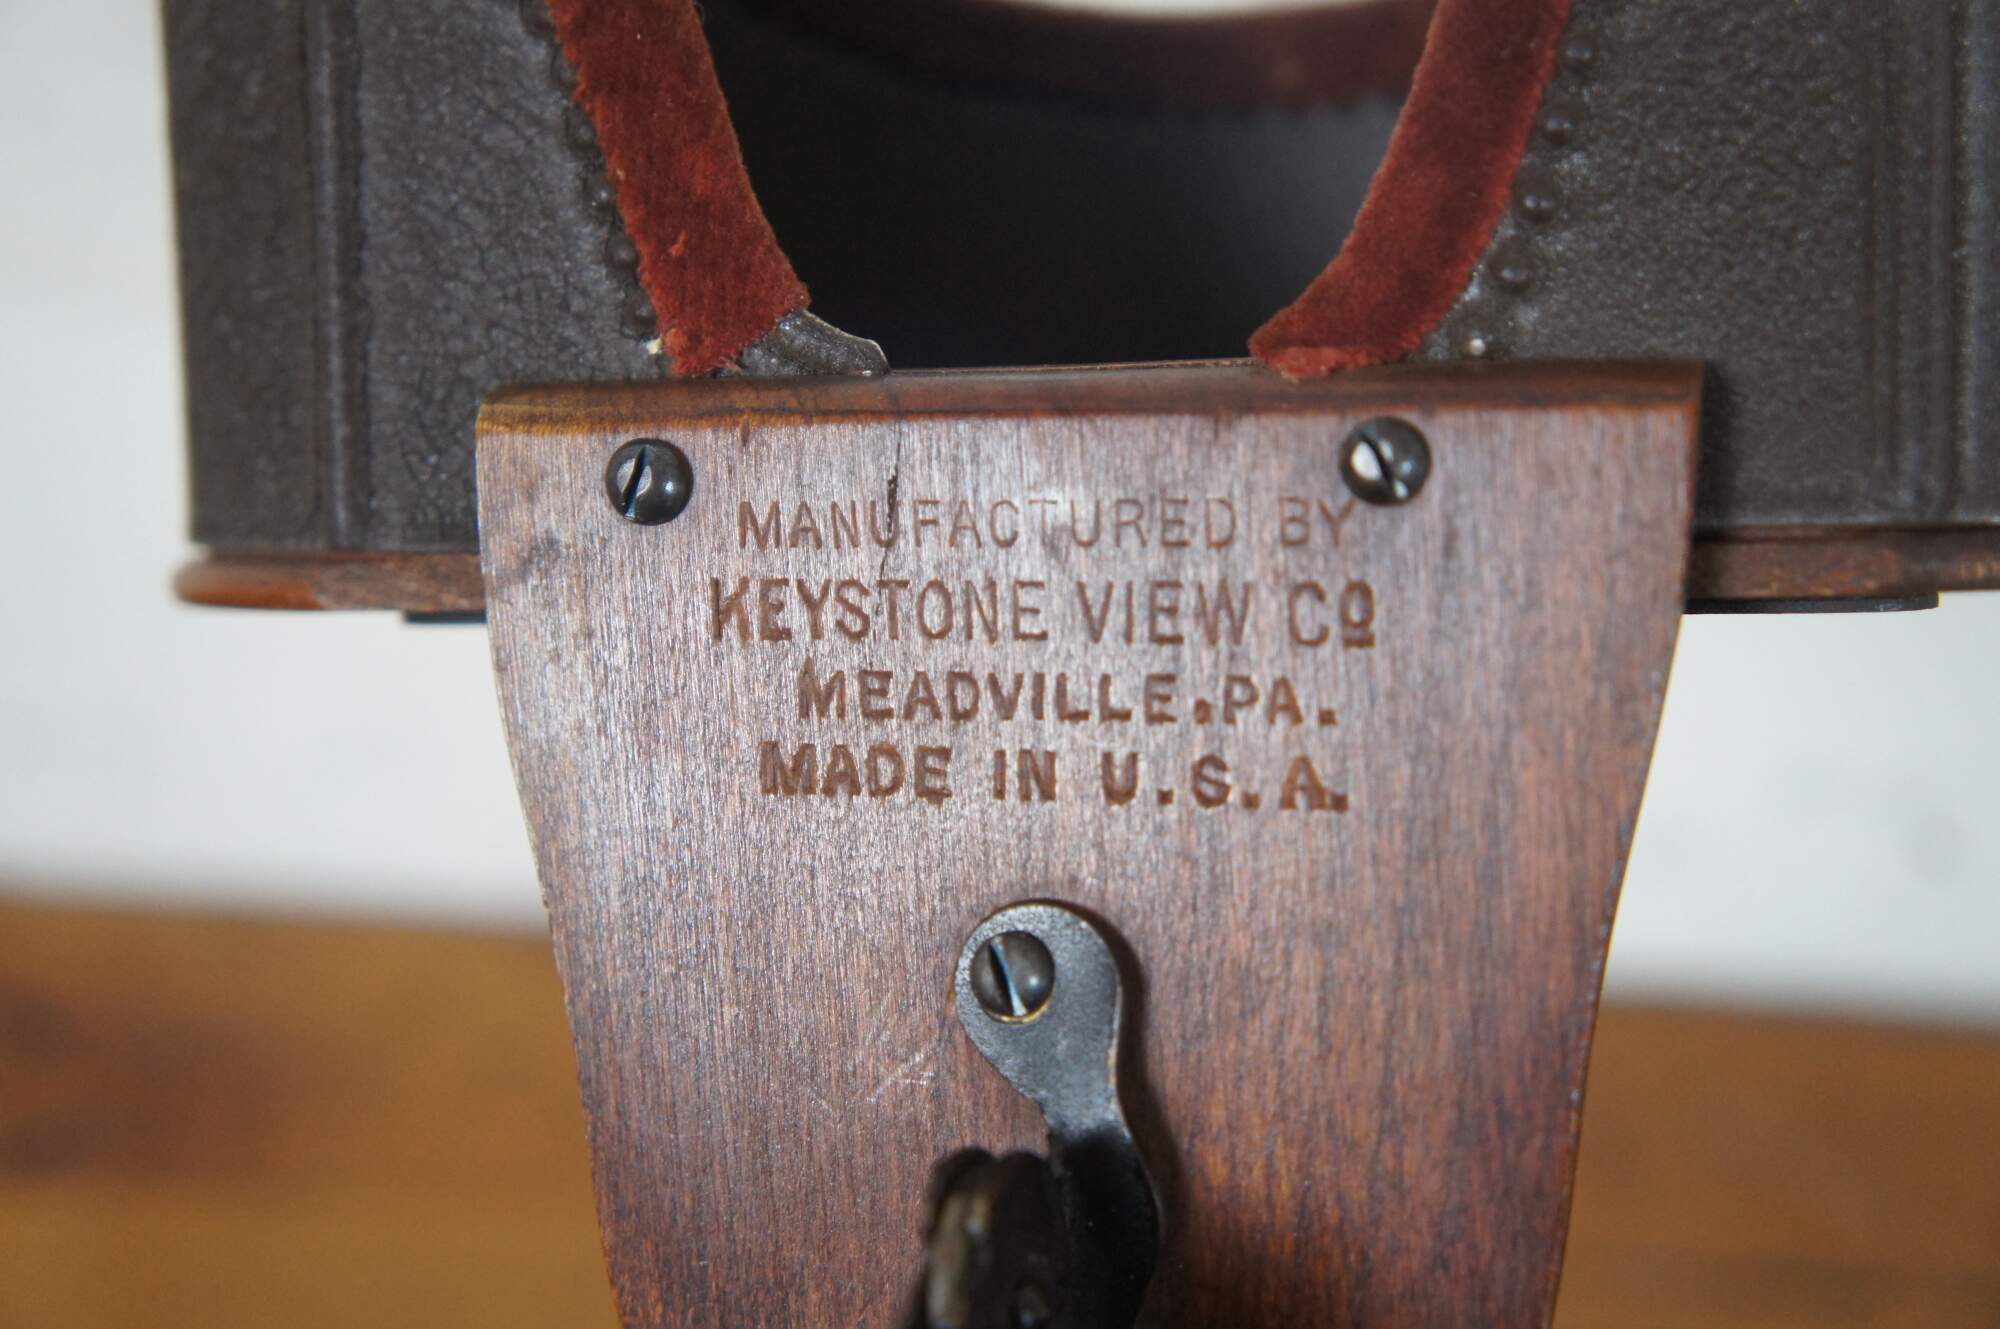 MANUFACTURED BY
KEYSTONE VIEW Cº
MEADVILLE.PA.
MADE IN U.S.A.